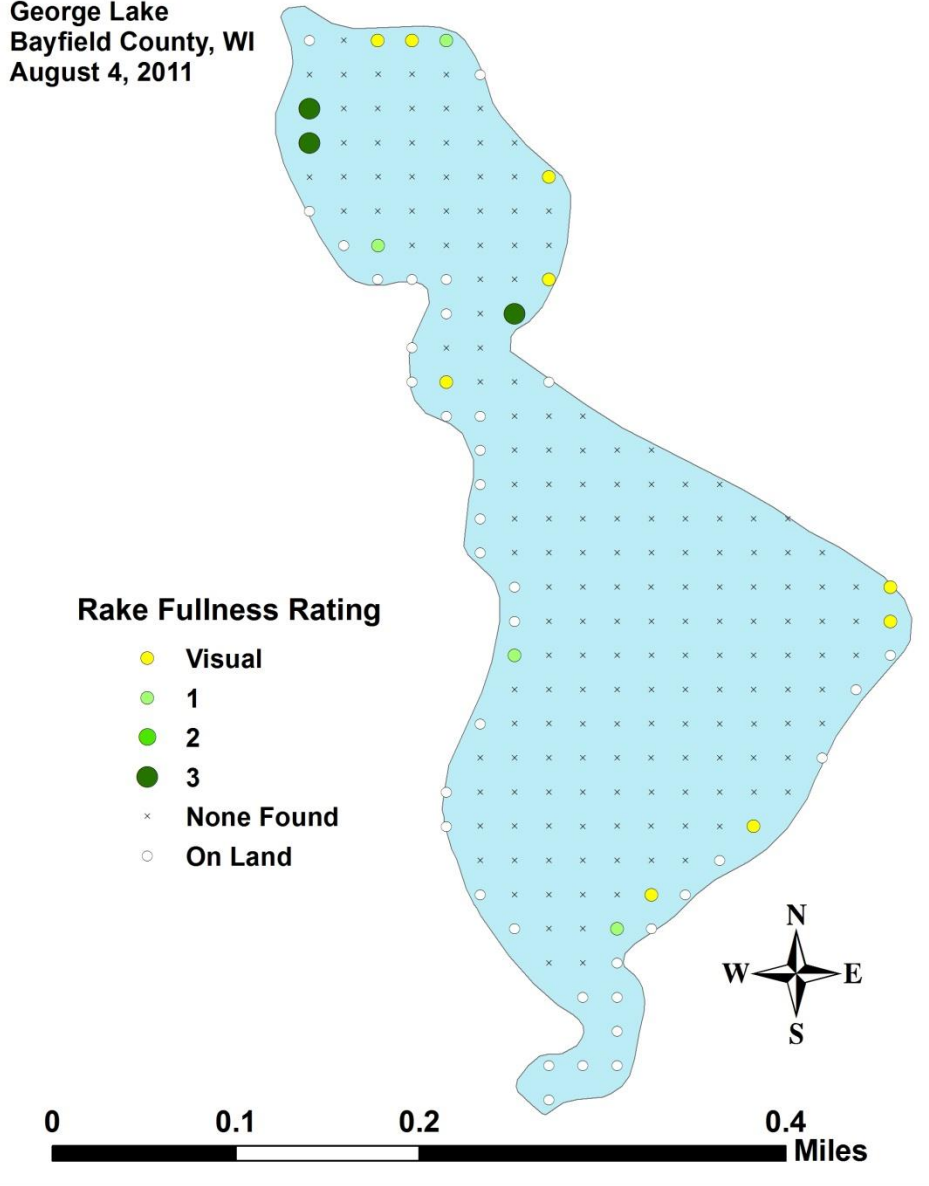 George Lake
Bayfield County, WI
August 4, 2011
Rake Fullness Rating
Visual
1
2
3
None Found
On Land
N
W E
S
0 0.1 0.2 0.4
Miles